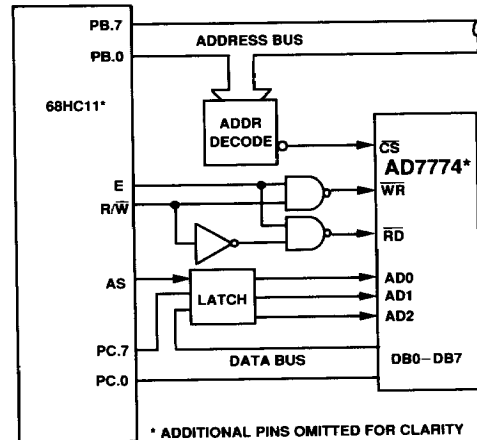 PB.7
ADDRESS BUS
PB.0
68HC11*
ADDR
DECODE
CS
AD7774*
E
WR
R/W
RD
AS
AD0
LATCH
AD1
AD2
PC.7
DATA BUS
DB0–DB7
PC.0
* ADDITIONAL PINS OMITTED FOR CLARITY